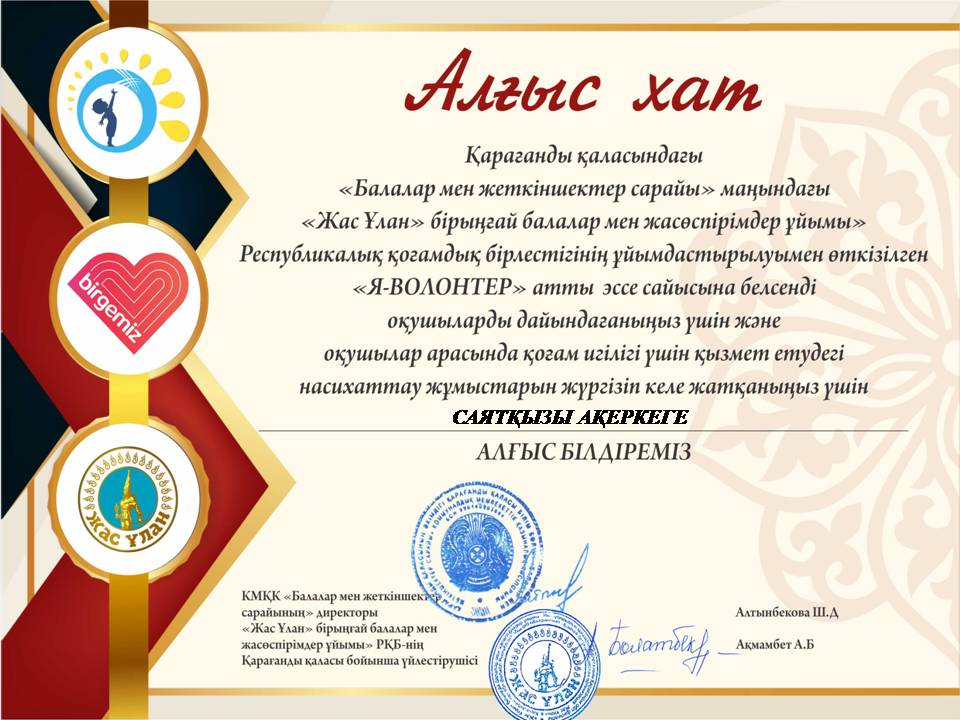 Алғыс хат
Қарағанды қаласындағы
«Балалар мен жеткіншектер сарайы» маңындағы
«Жас Ұлан» бірыңғай балалар мен жасөспірімдер ұйымы»
Республикалық қоғамдық бірлестігінің ұйымдастырылуымен өткізілген
«Я-ВОЛОНТЕР» атты эссе сайысына белсенді
оқушыларды дайындағаныңыз үшін және
оқушылар арасында қоғам игілігі үшін қызмет етудегі
насихаттау жұмыстарын жүргізіп келе жатқаныңыз үшін
САЯТҚЫЗЫ АҚЕРКЕГЕ
АЛҒЫС БІЛДІРЕМІЗ
birgemiz
жас ұлан
КМҚК «Балалар мен жеткіншектер
сарайының» директоры
Алтынбекова Ш.Д
«Жас Ұлан» бірыңғай балалар мен
жасөспірімдер ұйымы» РҚБ-нің
Қарағанды қаласы бойынша үйлестірушісі
Ақмамбет А.Б
жас ұлан